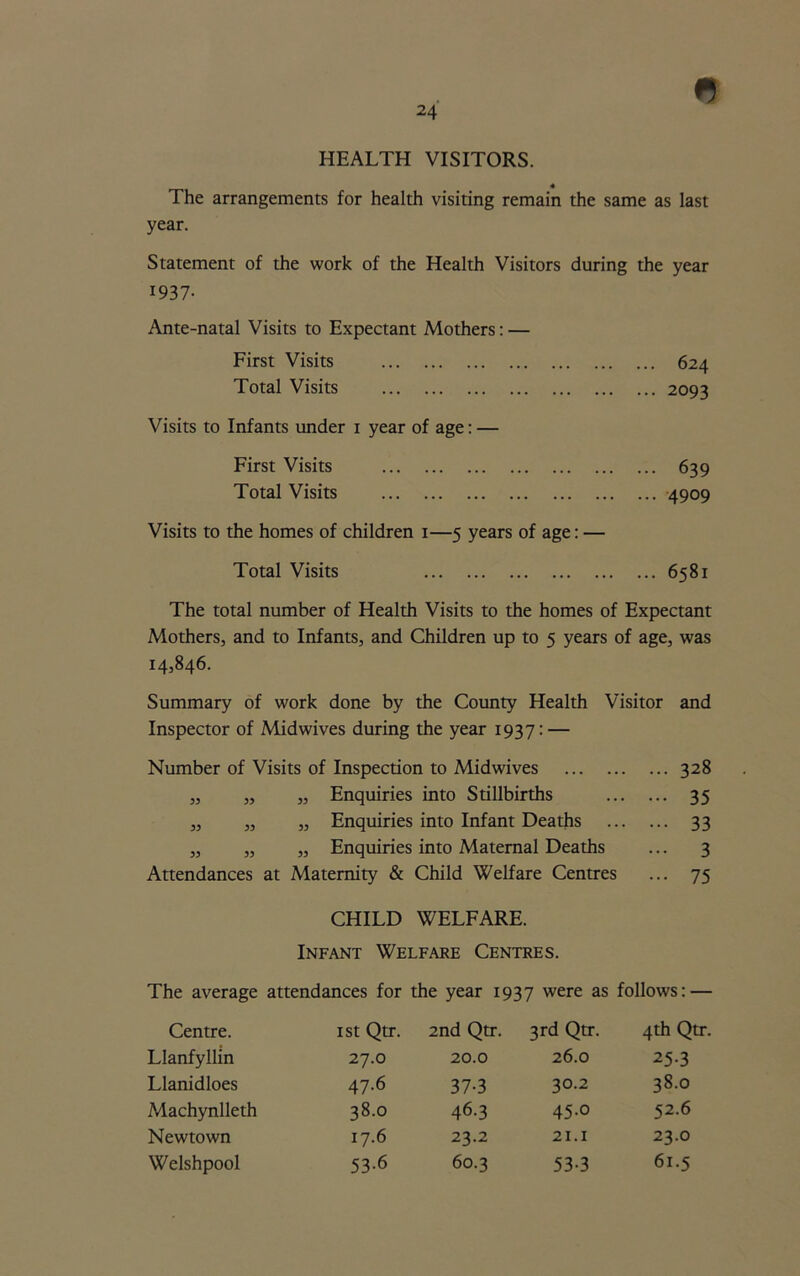 24
HEALTH VISITORS.
The arrangements for health visiting remain the same as last
year.
Statement of the work of the Health Visitors during the year
1937.
Ante-natal Visits to Expectant Mothers: —
First Visits ... ... ... ... ... ... ... ... 624
Total Visits ... ... ... ... ... ... ... ... 2093
Visits to Infants under 1 year of age: —
First Visits ... ... ... ... ... ... ... ... 639
Total Visits ... ... ... ... ... ... ... ... 4909
Visits to the homes of children 1—5 years of age: —
Total Visits ... ... ... ... ... ... ... 6581
The total number of Health Visits to the homes of Expectant
Mothers, and to Infants, and Children up to 5 years of age, was
14,846.
Summary of work done by the County Health Visitor and
Inspector of Midwives during the year 1937: —
Number of Visits of Inspection to Midwives ... ... ... 328
„ „ „ Enquiries into Stillbirths ... ... 35
„ „ „ Enquiries into Infant Deaths ... ... 33
„ „ „ Enquiries into Maternal Deaths ... 3
Attendances at Maternity & Child Welfare Centres ... 75
CHILD WELFARE.
INFANT WELFARE CENTRES.
The average attendances for the year 1937 were as follows: —
Centre. 1st Qtr. 2nd Qtr. 3rd Qtr. 4th Qtr.
Llanfyllin 27.0 20.0 26.0 25.3
Llanidloes 47.6 37.3 30.2 38.0
Machynlleth 38.0 46.3 45.0 52.6
Newtown 17.6 23.2 21.1 23.0
Welshpool 53.6 60.3 53.3 61.5